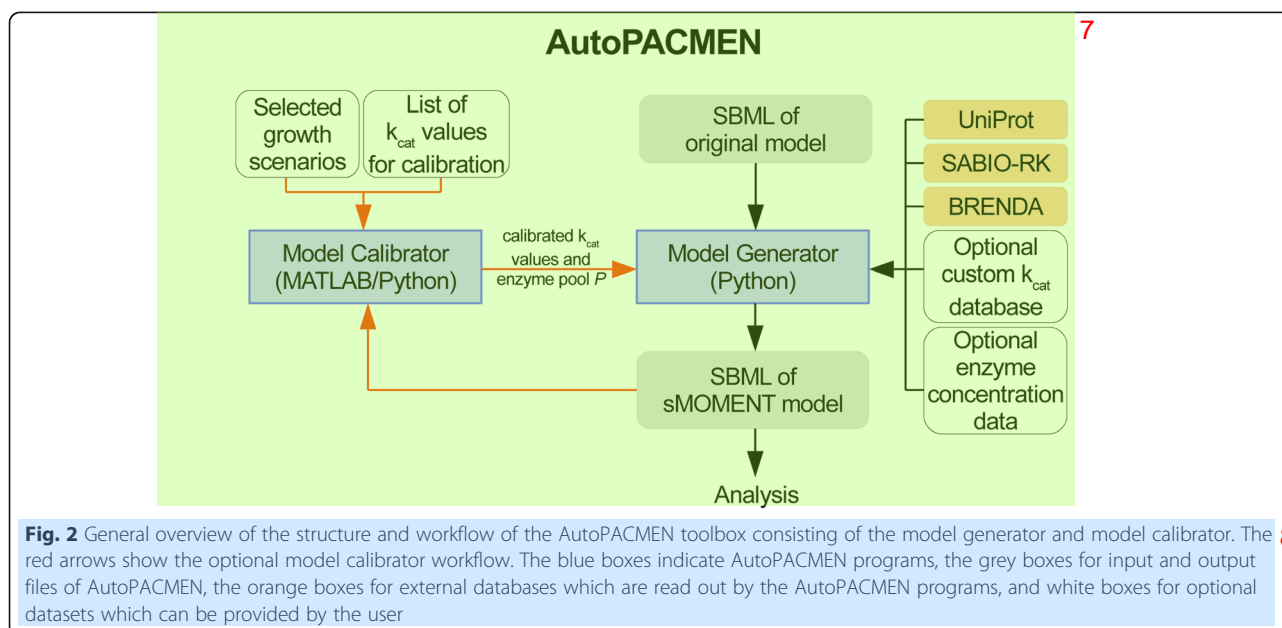 AutoPACMEN
7
Selected
growth
scenarios
List of
kcat values
for calibration
SBML of
original model
UniProt
SABIO-RK
BRENDA
Optional
custom kcat
database
Optional
enzyme
concentration
data
Model Calibrator
(MATLAB/Python)
calibrated kcat
values and
enzyme pool P
Model Generator
(Python)
SBML of
sMOMENT model
Analysis
Fig. 2 General overview of the structure and workflow of the AutoPACMEN toolbox consisting of the model generator and model calibrator. The
red arrows show the optional model calibrator workflow. The blue boxes indicate AutoPACMEN programs, the grey boxes for input and output
files of AutoPACMEN, the orange boxes for external databases which are read out by the AutoPACMEN programs, and white boxes for optional
datasets which can be provided by the user